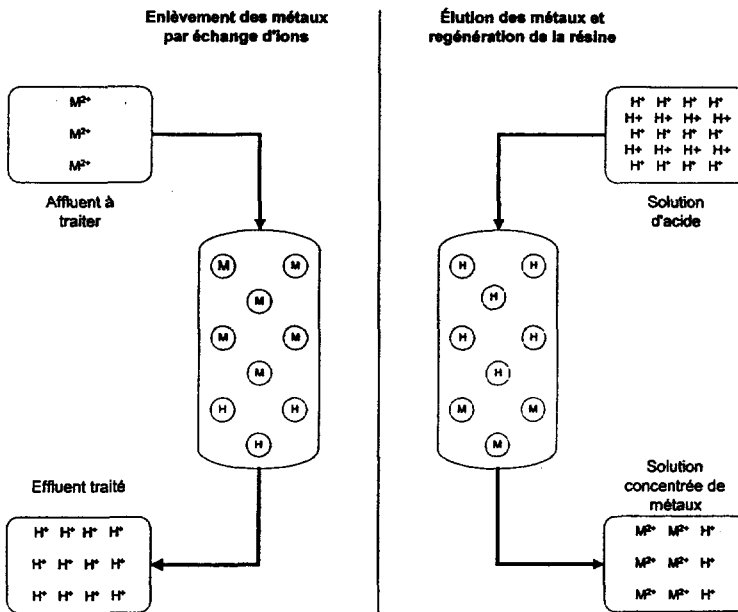 Enlèvement des métaux
par échange d'ions
M²⁺
M²⁺
M²⁺
Affluent à
traiter
M M
M
M M
M
H H
H
Effluent traité
H⁺ H⁺ H⁺ H⁺
H⁺ H⁺ H⁺ H⁺
H⁺ H⁺ H⁺ H⁺
Élution des métaux et
regénération de la résine
H⁺ H⁺ H⁺ H⁺
H+ H+ H+ H+
H⁺ H⁺ H⁺ H⁺
H+ H+ H+ H+
H⁺ H⁺ H⁺ H⁺
Solution
d'acide
H H
H
H H
H
M M
M
Solution
concentrée de
métaux
M²⁺ M²⁺ H⁺
M²⁺ M²⁺ H⁺
M²⁺ M²⁺ H⁺